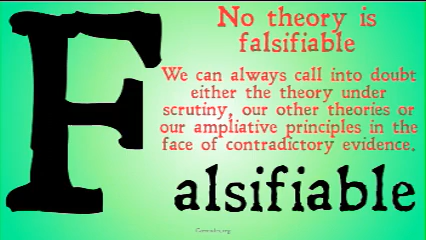 No theory is
falsifiable
We can always call into doubt
either the theory under
scrutiny, our other theories or
our ampliative principles in the
face of contradictory evidence.
Falsifiable